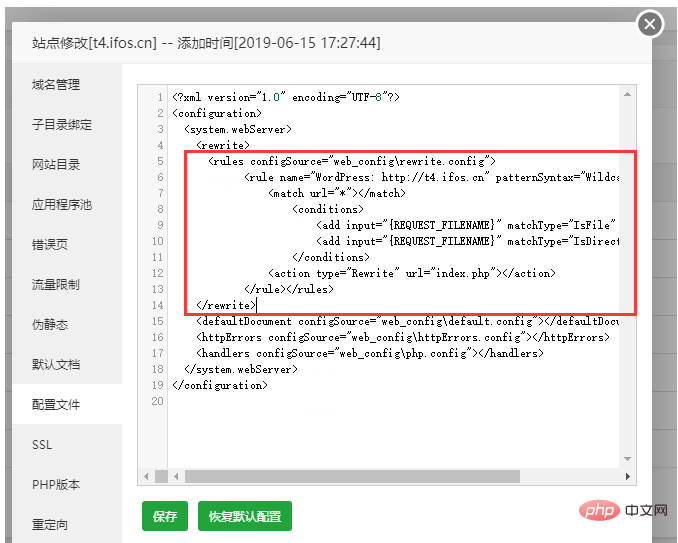 站点修改[t4.ifos.cn] -- 添加时间[2019-06-15 17:27:44]
域名管理
子目录绑定
网站目录
应用程序池
错误页
流量限制
伪静态
默认文档
配置文件
SSL
PHP版本
重定向
1 <?xml version="1.0" encoding="UTF-8"?>
2 <configuration>
3 <system.webServer>
4 <rewrite>
5 <rules configSource="web_config\rewrite.config">
6 <rule name="WordPress: http://t4.ifos.cn" patternSyntax="Wildca
7 <match url="*"></match>
8 <conditions>
9 <add input="{REQUEST_FILENAME}" matchType="IsFile"
10 <add input="{REQUEST_FILENAME}" matchType="IsDirect
11 </conditions>
12 <action type="Rewrite" url="index.php"></action>
13 </rule></rules>
14 </rewrite>
15 <defaultDocument configSource="web_config\default.config"></defaultDocu
16 <httpErrors configSource="web_config\httpErrors.config"></httpErrors>
17 <handlers configSource="web_config\php.config"></handlers>
18 </system.webServer>
19 </configuration>
20
保存
恢复默认配置
php 中文网